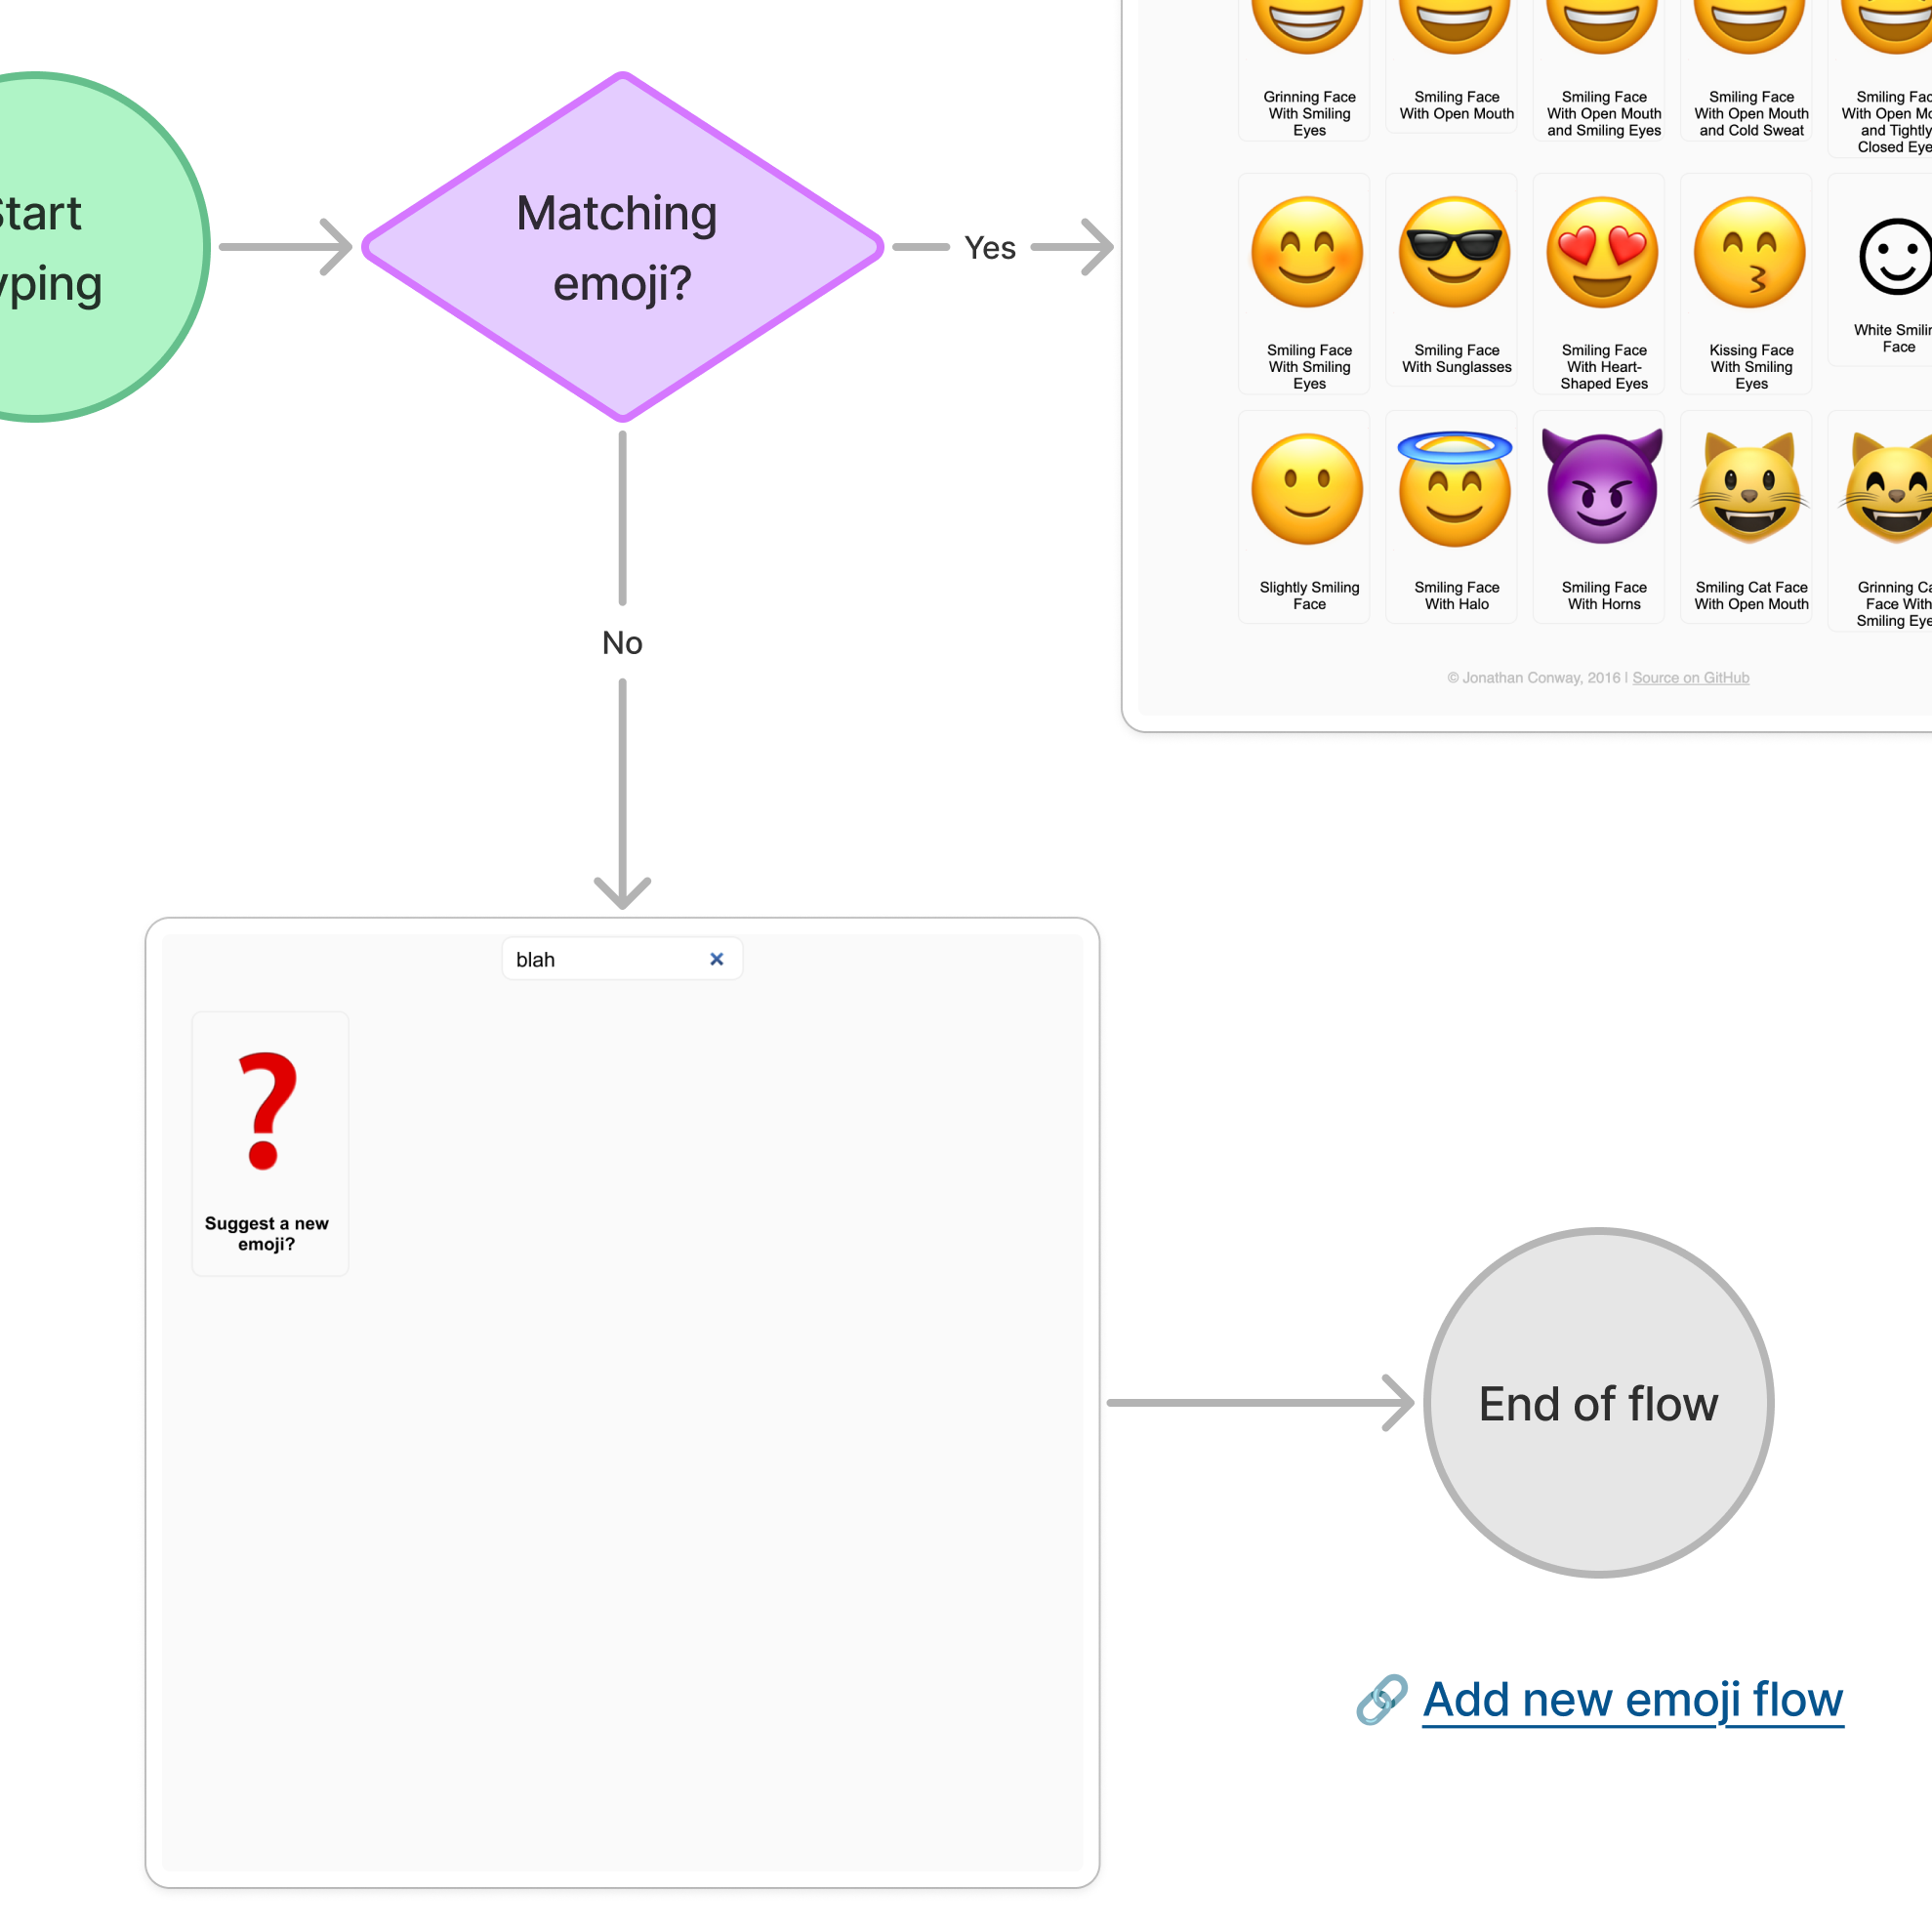 Start
typing
Matching
emoji?
Yes
No
Grinning Face
With Smiling
Eyes
Smiling Face
With Open Mouth
Smiling Face
With Open Mouth
and Smiling Eyes
Smiling Face
With Open Mouth
and Cold Sweat
Smiling Fac
With Open Mo
and Tightly
Closed Eye
Smiling Face
With Smiling
Eyes
Smiling Face
With Sunglasses
Smiling Face
With Heart-
Shaped Eyes
Kissing Face
With Smiling
Eyes
White Smilin
Face
Slightly Smiling
Face
Smiling Face
With Halo
Smiling Face
With Horns
Smiling Cat Face
With Open Mouth
Grinning Ca
Face With
Smiling Eye
© Jonathan Conway, 2016 | Source on GitHub
blah
Suggest a new
emoji?
End of flow
Add new emoji flow